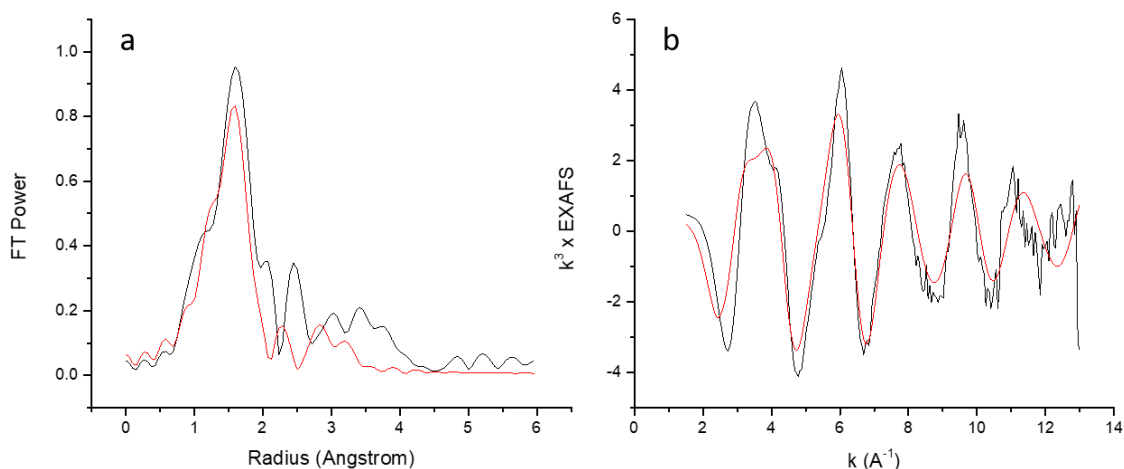 a
1.0
0.8
0.6
0.4
0.2
0.0
FT Power
0 1 2 3 4 5 6
Radius (Angstrom)
b
6
4
2
0
-2
-4
k³ x EXAFS
0 2 4 6 8 10 12 14
k (A⁻¹)